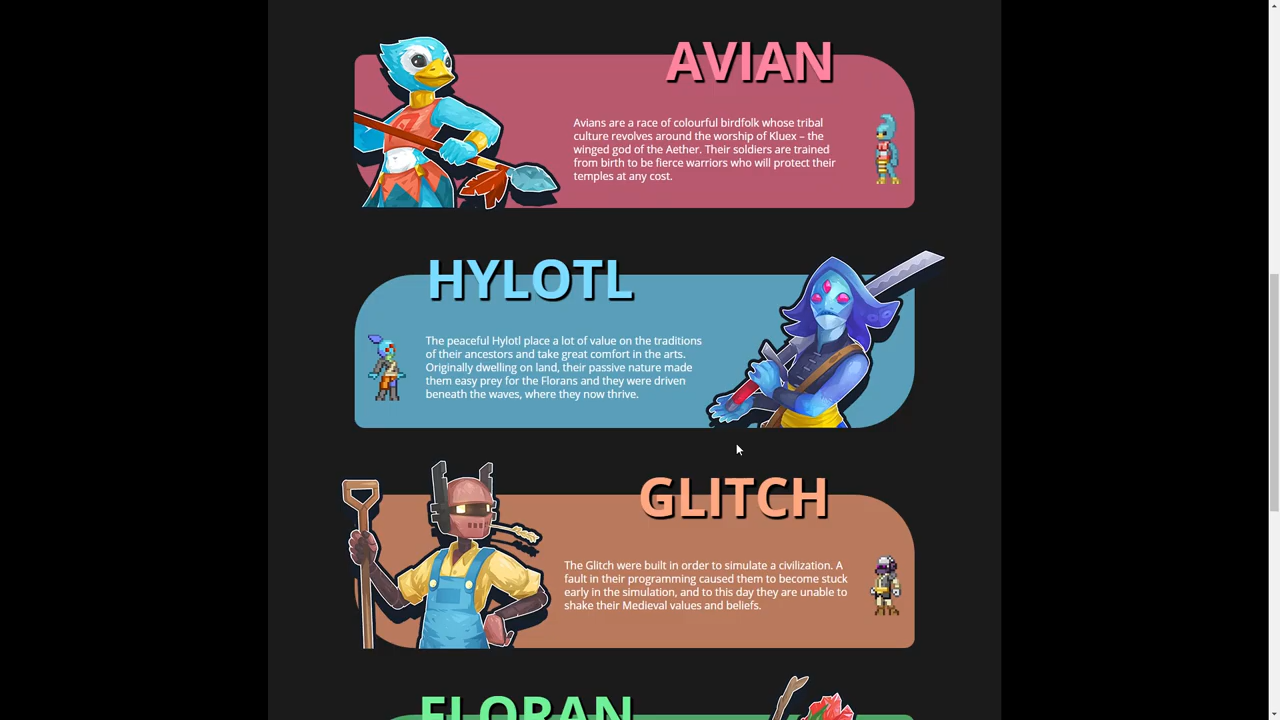 AVIAN
Avians are a race of colourful birdfolk whose tribal
culture revolves around the worship of Kluex – the
winged god of the Aether. Their soldiers are trained
from birth to be fierce warriors who will protect their
temples at any cost.
HYLOTL
The peaceful Hylotl place a lot of value on the traditions
of their ancestors and take great comfort in the arts.
Originally dwelling on land, their passive nature made
them easy prey for the Florans and they were driven
beneath the waves, where they now thrive.
GLITCH
The Glitch were built in order to simulate a civilization. A
fault in their programming caused them to become stuck
early in the simulation, and to this day they are unable to
shake their Medieval values and beliefs.
FLORAN